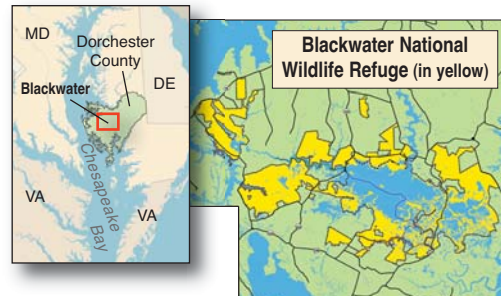 MD
Dorchester
County
DE
Blackwater
Chesapeake
Bay
VA
VA
Blackwater National
Wildlife Refuge (in yellow)